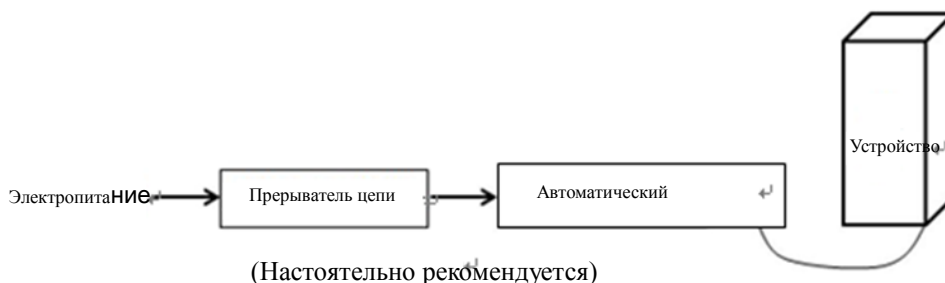 Устройство
Электропитание
Прерыватель цепи
Автоматический
(Настоятельно рекомендуется)